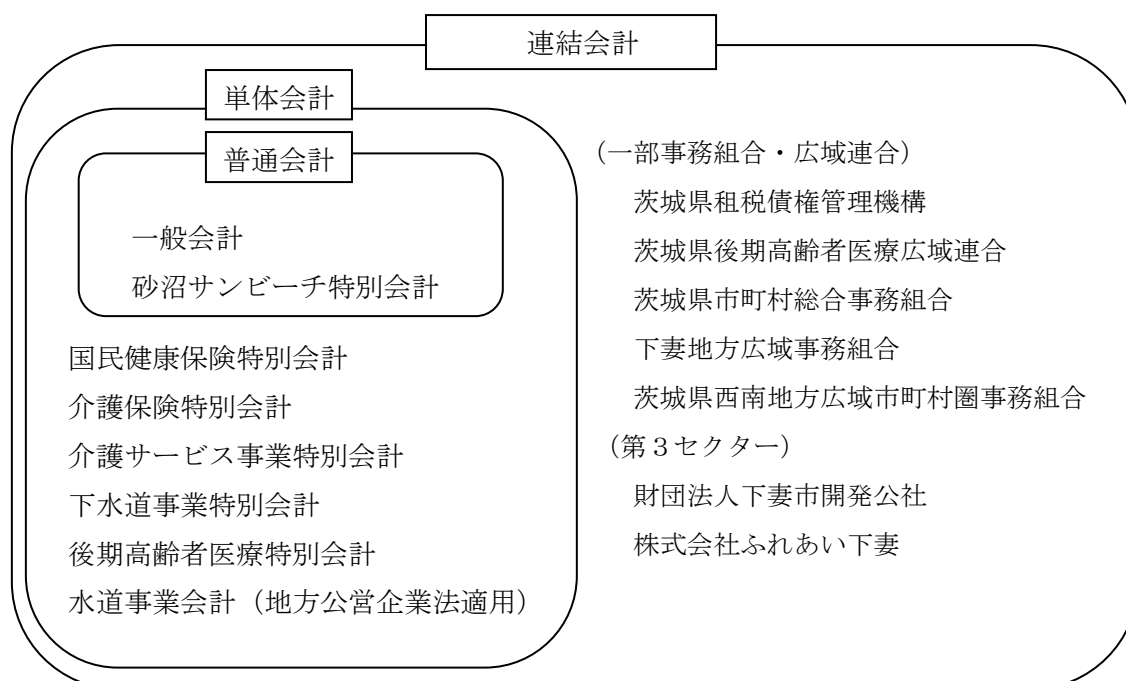 連結会計
単体会計
普通会計
一般会計
砂沼サンビーチ特別会計
国民健康保険特別会計
介護保険特別会計
介護サービス事業特別会計
下水道事業特別会計
後期高齢者医療特別会計
水道事業会計（地方公営企業法適用）
（一部事務組合・広域連合）
茨城県租税債権管理機構
茨城県後期高齢者医療広域連合
茨城県市町村総合事務組合
下妻地方広域事務組合
茨城県西南地方広域市町村圏事務組合
（第３セクター）
財団法人下妻市開発公社
株式会社ふれあい下妻